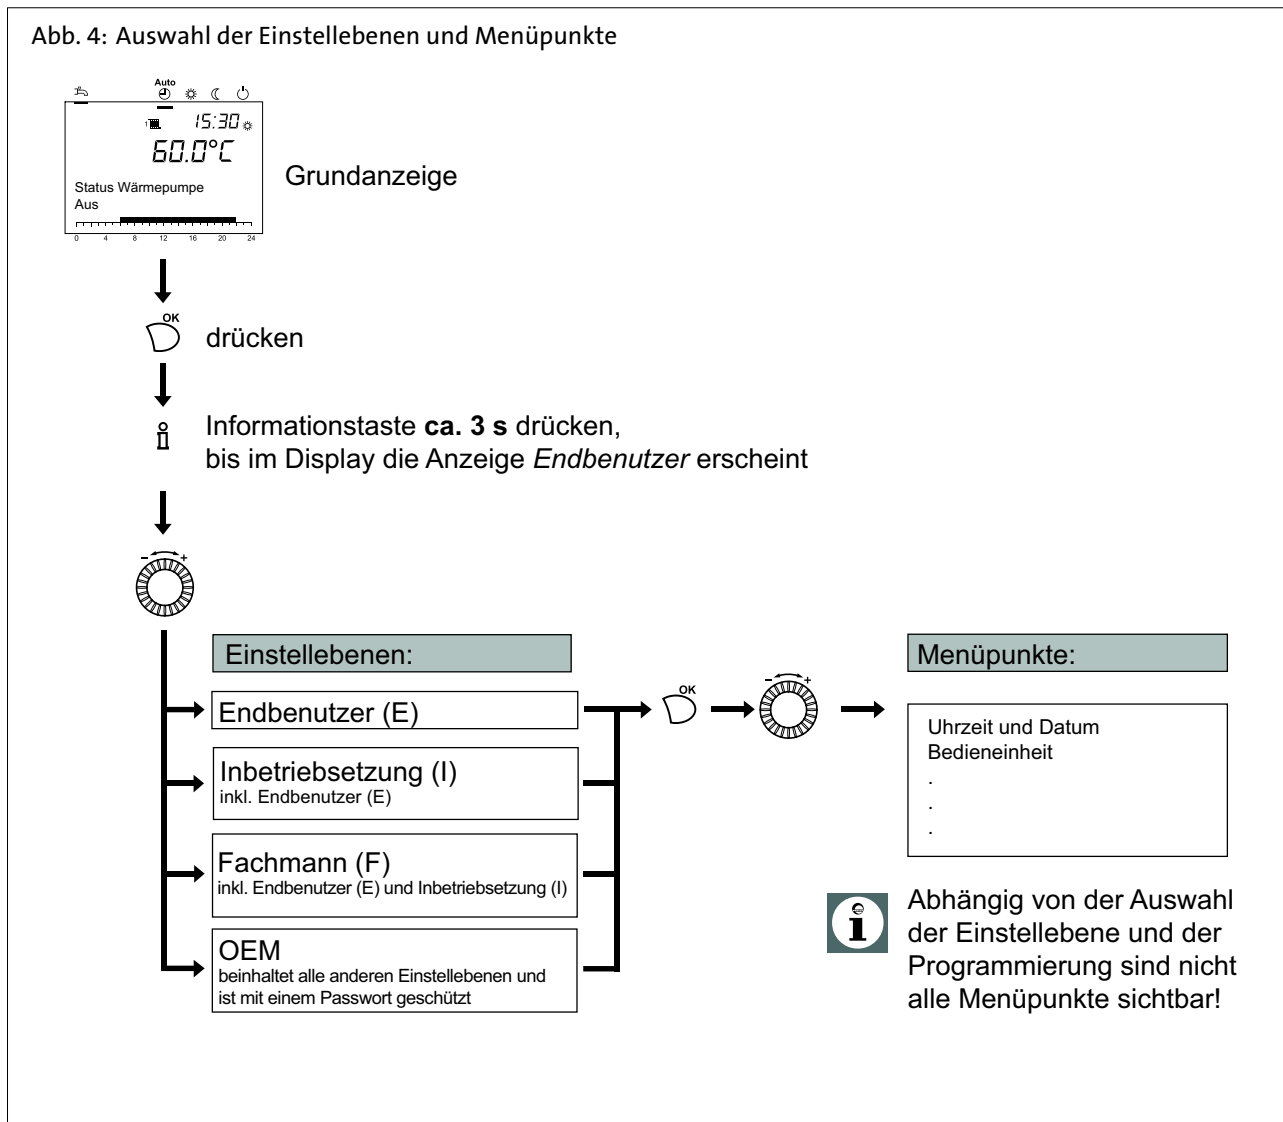 Abb. 4: Auswahl der Einstellebenen und Menüpunkte
Auto
1
15:30
60.0°C
Status Wärmepumpe
Aus
0 4 8 12 16 20 24
Grundanzeige
OK
drücken
Informationstaste ca. 3 s drücken,
bis im Display die Anzeige Endbenutzer erscheint
- +
Einstellebenen:
Endbenutzer (E)
Inbetriebsetzung (I)
inkl. Endbenutzer (E)
Fachmann (F)
inkl. Endbenutzer (E) und Inbetriebsetzung (I)
OEM
beinhaltet alle anderen Einstellebenen und
ist mit einem Passwort geschützt
OK
- +
Menüpunkte:
Uhrzeit und Datum
Bedieneinheit
.
.
.
Abhängig von der Auswahl
der Einstellebene und der
Programmierung sind nicht
alle Menüpunkte sichtbar!